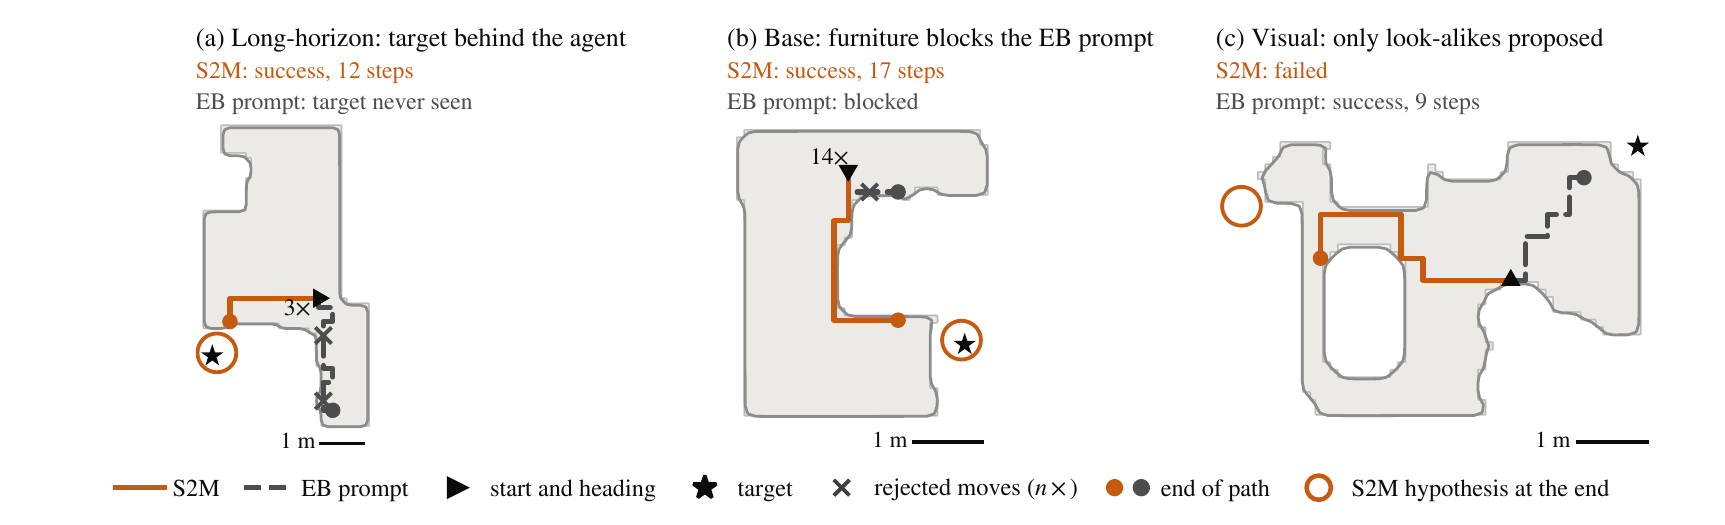 (a) Long-horizon: target behind the agent
S2M: success, 12 steps
EB prompt: target never seen
3×
1 m
(b) Base: furniture blocks the EB prompt
S2M: success, 17 steps
EB prompt: blocked
14×
1 m
(c) Visual: only look-alikes proposed
S2M: failed
EB prompt: success, 9 steps
1 m
S2M EB prompt start and heading target rejected moves (n×) end of path S2M hypothesis at the end